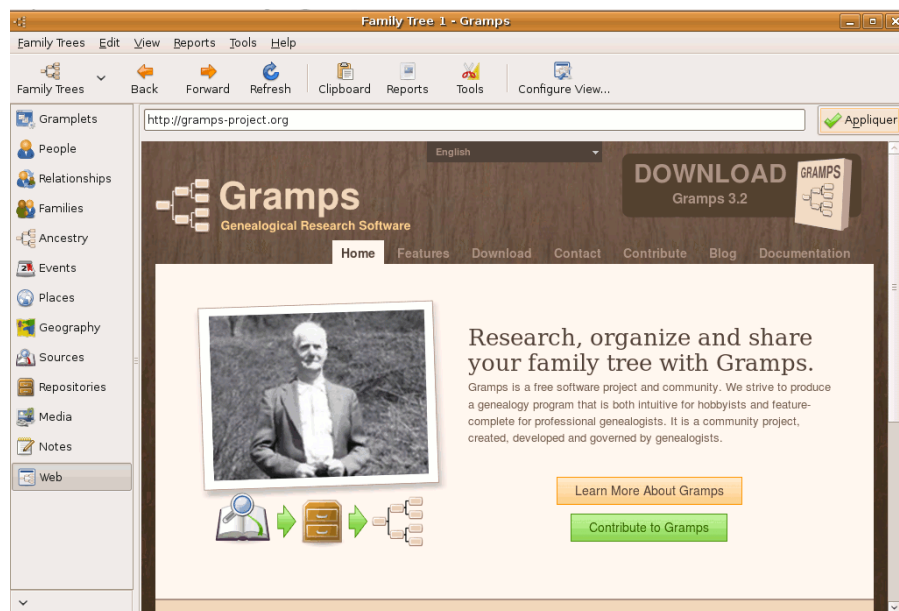 Family Tree 1 - Gramps
Family Trees Edit View Reports Tools Help
Family Trees Back Forward Refresh Clipboard Reports Tools Configure View...
Gramplets
People
Relationships
Families
Ancestry
Events
Places
Geography
Sources
Repositories
Media
Notes
Web
http://gramps-project.org
Appliquer
English
DOWNLOAD
Gramps 3.2
GRAMPS
Gramps
Genealogical Research Software
Home Features Download Contact Contribute Blog Documentation
Research, organize and share
your family tree with Gramps.
Gramps is a free software project and community. We strive to produce
a genealogy program that is both intuitive for hobbyists and feature-
complete for professional genealogists. It is a community project,
created, developed and governed by genealogists.
Learn More About Gramps
Contribute to Gramps